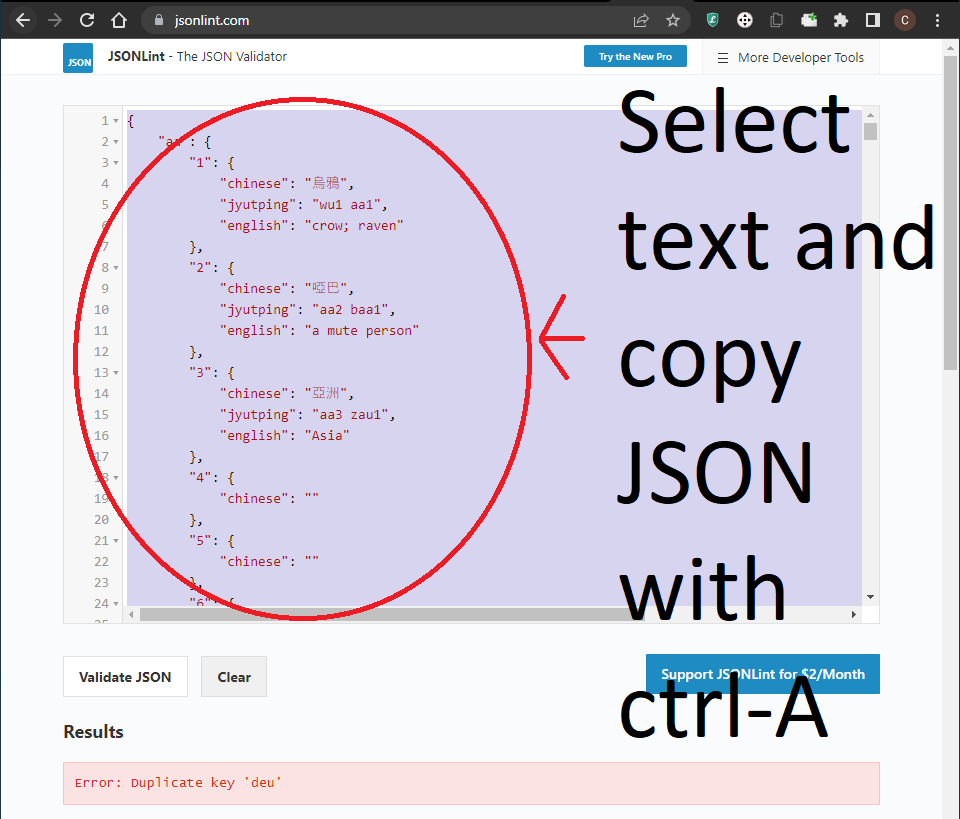 jsonlint.com
C
JSON
JSONLint - The JSON Validator
Try the New Pro
More Developer Tools
Select
text and
copy
JSON
with
ctrl-A
1 {
2 "aa": {
3 "1": {
4 "chinese": "烏鴉",
5 "jyutping": "wu1 aa1",
6 "english": "crow; raven"
7 },
8 "2": {
9 "chinese": "啞巴",
10 "jyutping": "aa2 baa1",
11 "english": "a mute person"
12 },
13 "3": {
14 "chinese": "亞洲",
15 "jyutping": "aa3 zau1",
16 "english": "Asia"
17 },
18 "4": {
19 "chinese": ""
20 },
21 "5": {
22 "chinese": ""
23 },
24 "6": {
25
Validate JSON
Clear
Support JSONLint for $2/Month
Results
Error: Duplicate key 'deu'